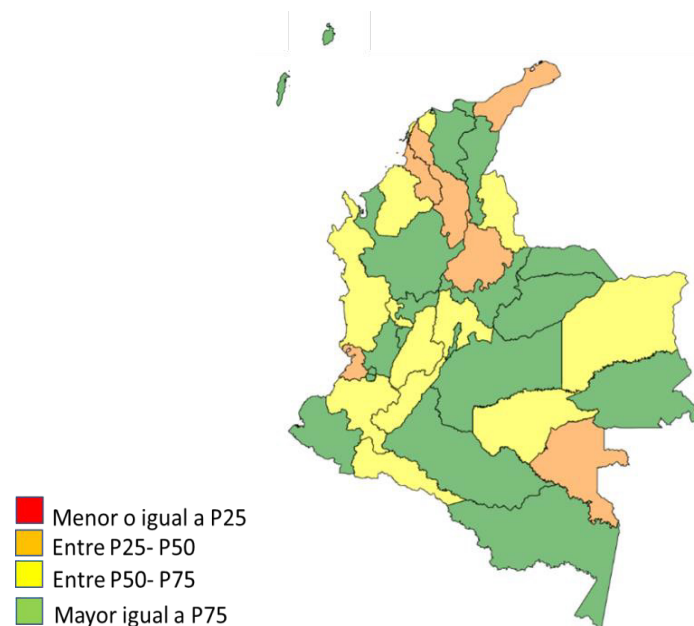 Menor o igual a P25
Entre P25- P50
Entre P50- P75
Mayor igual a P75